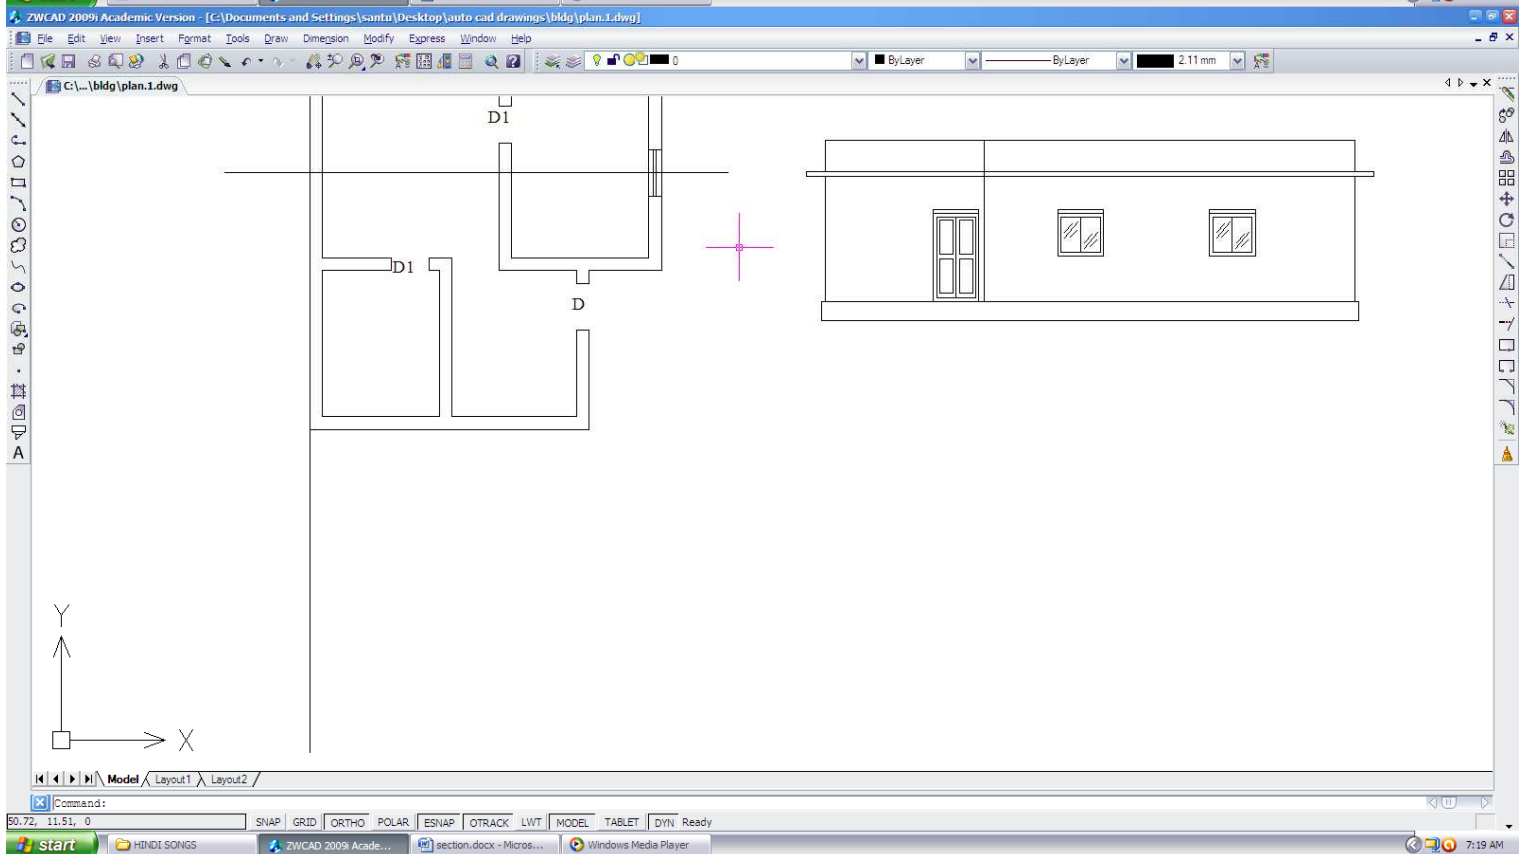 ZWCAD 2009i Academic Version - [C:\Documents and Settings\santu\Desktop\auto cad drawings\bldg\plan.1.dwg]
File Edit View Insert Format Tools Draw Dimension Modify Express Window Help
0 ByLayer ByLayer 2.11 mm
C:\...\bldg\plan.1.dwg
D1
D1
D
Y
X
A
Model Layout1 Layout2
Command:
50.72, 11.51, 0 SNAP GRID ORTHO POLAR ESNAP OTRACK LWT MODEL TABLET DYN Ready
start HINDI SONGS ZWCAD 2009i Acade... section.docx - Micros... Windows Media Player 7:19 AM